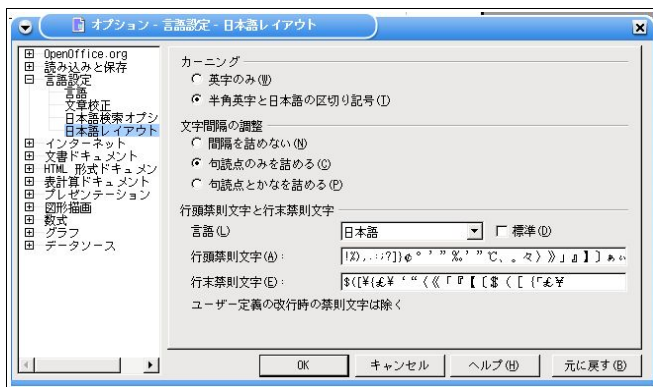 オプション - 言語設定 - 日本語レイアウト
OpenOffice.org
読み込みと保存
言語設定
言語
文章校正
日本語検索オプシ
日本語レイアウト
インターネット
文書ドキュメント
HTML 形式ドキュメン
表計算ドキュメント
プレゼンテーション
図形描画
数式
グラフ
データソース
カーニング
英字のみ(W)
半角英字と日本語の区切り記号(I)
文字間隔の調整
間隔を詰めない(N)
句読点のみを詰める(C)
句読点とかなを詰める(P)
行頭禁則文字と行末禁則文字
言語(L)
日本語
標準(D)
行頭禁則文字(A):
!%),.:;?]}¢°’”‰′″℃、。々〉》」』】〕ぁぃ
行末禁則文字(E):
$([¥{£¥‘“〈《「『【〔$([{「£¥
ユーザー定義の改行時の禁則文字は除く
OK
キャンセル
ヘルプ(H)
元に戻す(B)